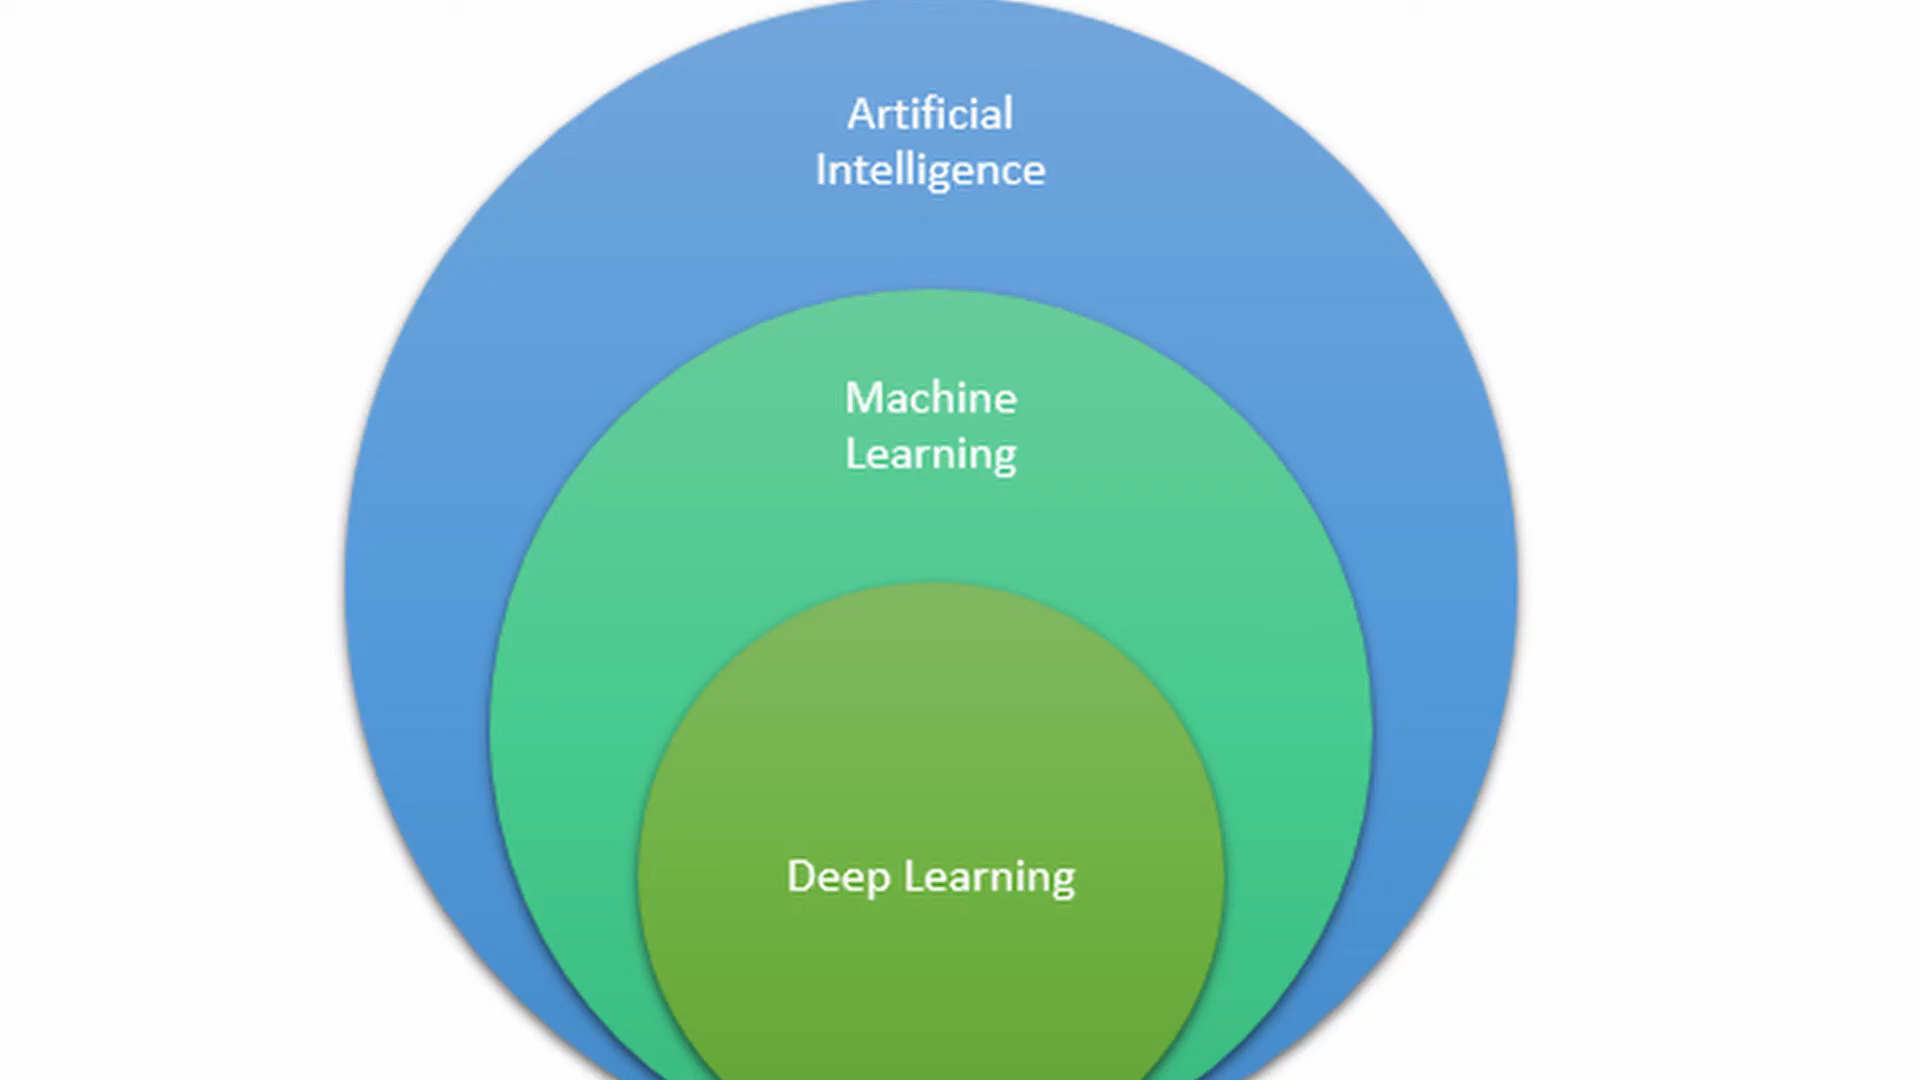 Artificial
Intelligence
Machine
Learning
Deep Learning